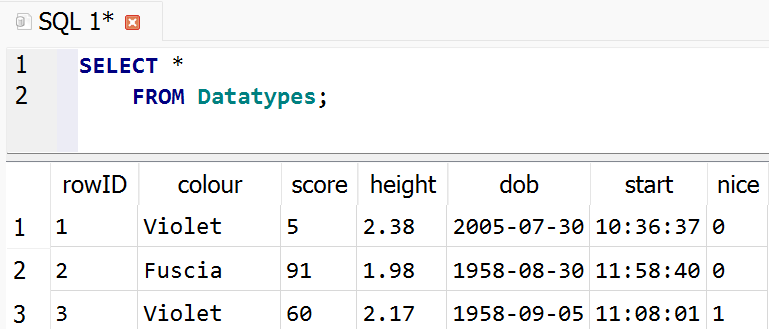 SQL 1*
1 SELECT *
2 FROM Datatypes;
rowID colour score height dob start nice
1 1 Violet 5 2.38 2005-07-30 10:36:37 0
2 2 Fuscia 91 1.98 1958-08-30 11:58:40 0
3 3 Violet 60 2.17 1958-09-05 11:08:01 1